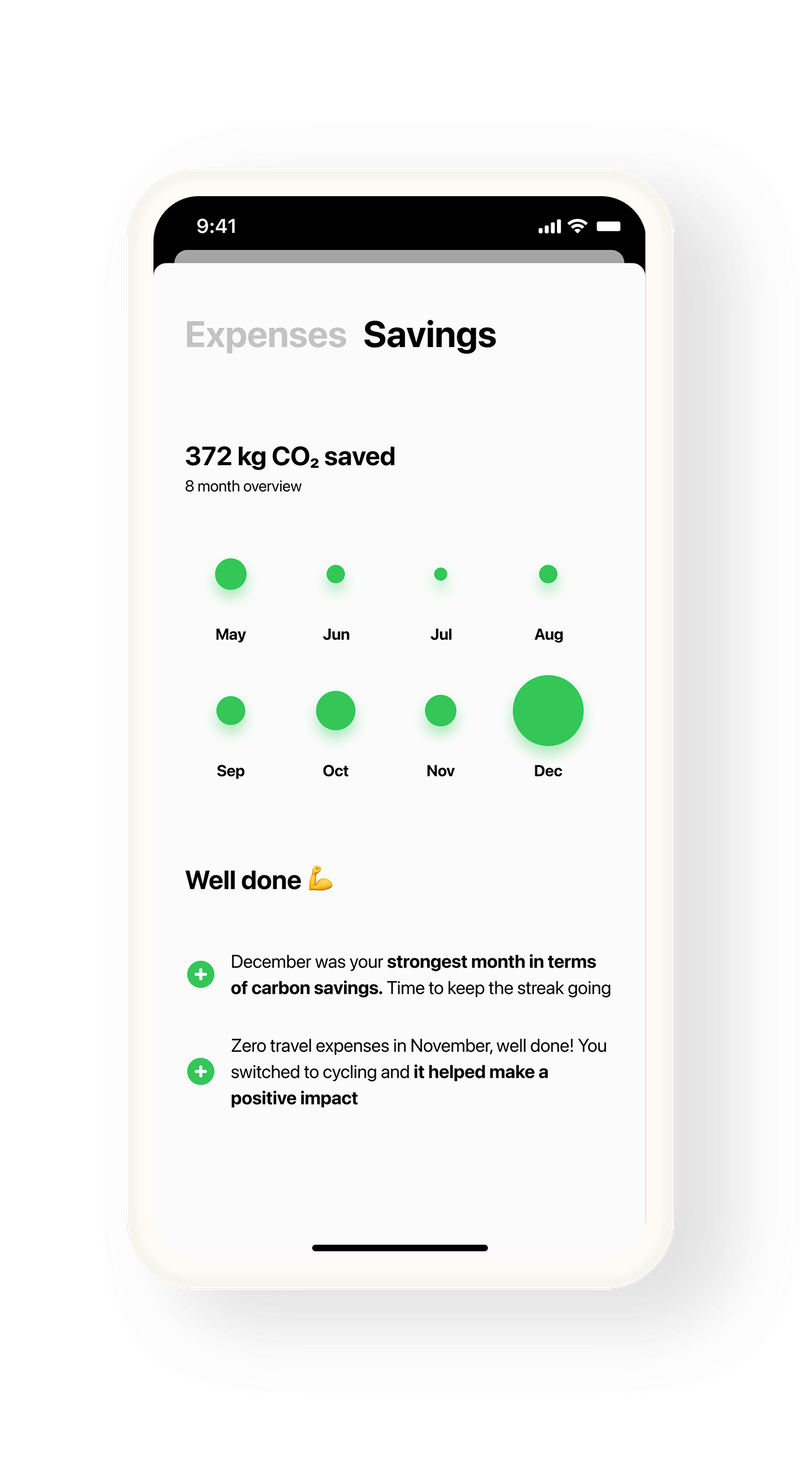 9:41
Expenses Savings
372 kg CO₂ saved
8 month overview
May Jun Jul Aug
Sep Oct Nov Dec
Well done 💪
December was your strongest month in terms
of carbon savings. Time to keep the streak going
Zero travel expenses in November, well done! You
switched to cycling and it helped make a
positive impact